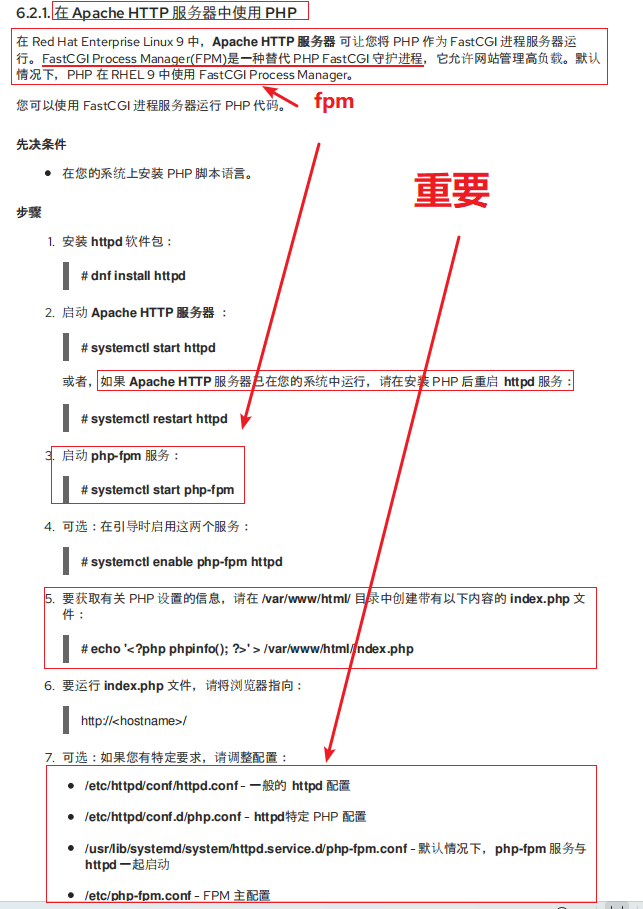 6.2.1. 在 Apache HTTP 服务器中使用 PHP
在 Red Hat Enterprise Linux 9 中，Apache HTTP 服务器 可让您将 PHP 作为 FastCGI 进程服务器运
行。FastCGI Process Manager(FPM)是一种替代 PHP FastCGI 守护进程，它允许网站管理高负载。默认
情况下，PHP 在 RHEL 9 中使用 FastCGI Process Manager。
fpm
您可以使用 FastCGI 进程服务器运行 PHP 代码。
先决条件
• 在您的系统上安装 PHP 脚本语言。
重要
步骤
1. 安装 httpd 软件包：
# dnf install httpd
2. 启动 Apache HTTP 服务器 ：
# systemctl start httpd
或者，如果 Apache HTTP 服务器已在您的系统中运行，请在安装 PHP 后重启 httpd 服务：
# systemctl restart httpd
3. 启动 php-fpm 服务：
# systemctl start php-fpm
4. 可选：在引导时启用这两个服务：
# systemctl enable php-fpm httpd
5. 要获取有关 PHP 设置的信息，请在 /var/www/html/ 目录中创建带有以下内容的 index.php 文
件：
# echo '<?php phpinfo(); ?>' > /var/www/html/index.php
6. 要运行 index.php 文件，请将浏览器指向：
http://<hostname>/
7. 可选：如果您有特定要求，请调整配置：
• /etc/httpd/conf/httpd.conf - 一般的 httpd 配置
• /etc/httpd/conf.d/php.conf - httpd特定 PHP 配置
• /usr/lib/systemd/system/httpd.service.d/php-fpm.conf - 默认情况下，php-fpm 服务与
httpd 一起启动
• /etc/php-fpm.conf - FPM 主配置